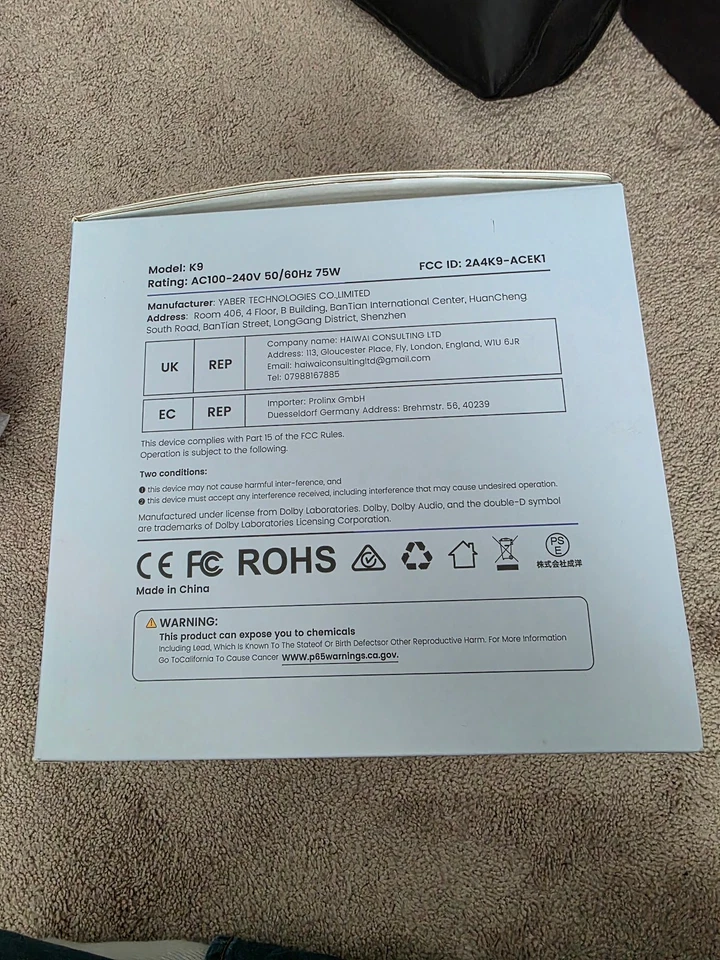 Model: K9
Rating: AC100-240V 50/60Hz 75W
FCC ID: 2A4K9-ACEK1
Manufacturer: YABER TECHNOLOGIES CO.,LIMITED
Address: Room 406, 4 Floor, B Building, BanTian International Center, HuanCheng
South Road, BanTian Street, LongGang District, Shenzhen
UK
REP
Company name: HAIWAI CONSULTING LTD
Address: 113, Gloucester Place, Fly, London, England, W1U 6JR
Email: haiwaiconsultingltd@gmail.com
Tel: 07988167885
EC
REP
Importer: Prolinx GmbH
Duesseldorf Germany Address: Brehmstr. 56, 40239
This device complies with Part 15 of the FCC Rules.
Operation is subject to the following.
Two conditions:
❶ this device may not cause harmful inter-ference, and
❷ this device must accept any interference received, including interference that may cause undesired operation.
Manufactured under license from Dolby Laboratories. Dolby, Dolby Audio, and the double-D symbol
are trademarks of Dolby Laboratories Licensing Corporation.
CE FC ROHS
PS
E
株式会社成洋
Made in China
WARNING:
This product can expose you to chemicals
Including Lead, Which Is Known To The Stateof Or Birth Defectsor Other Reproductive Harm. For More Information
Go ToCalifornia To Cause Cancer www.p65warnings.ca.gov.